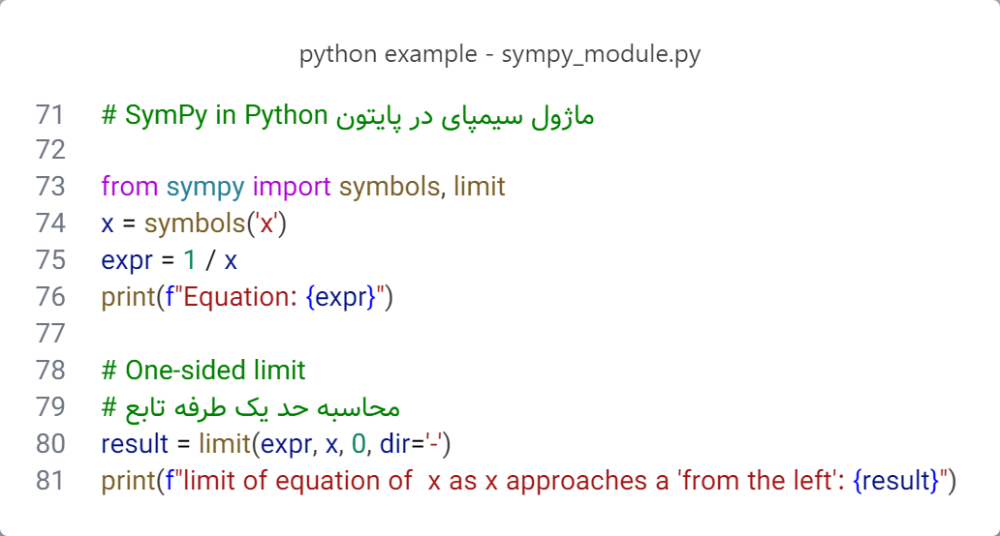 python example - sympy_module.py
71 # SymPy in Python ماژول سیمپای در پایتون
72
73 from sympy import symbols, limit
74 x = symbols('x')
75 expr = 1 / x
76 print(f"Equation: {expr}")
77
78 # One-sided limit
79 # محاسبه حد یک طرفه تابع
80 result = limit(expr, x, 0, dir='-')
81 print(f"limit of equation of  x as x approaches a 'from the left': {result}")